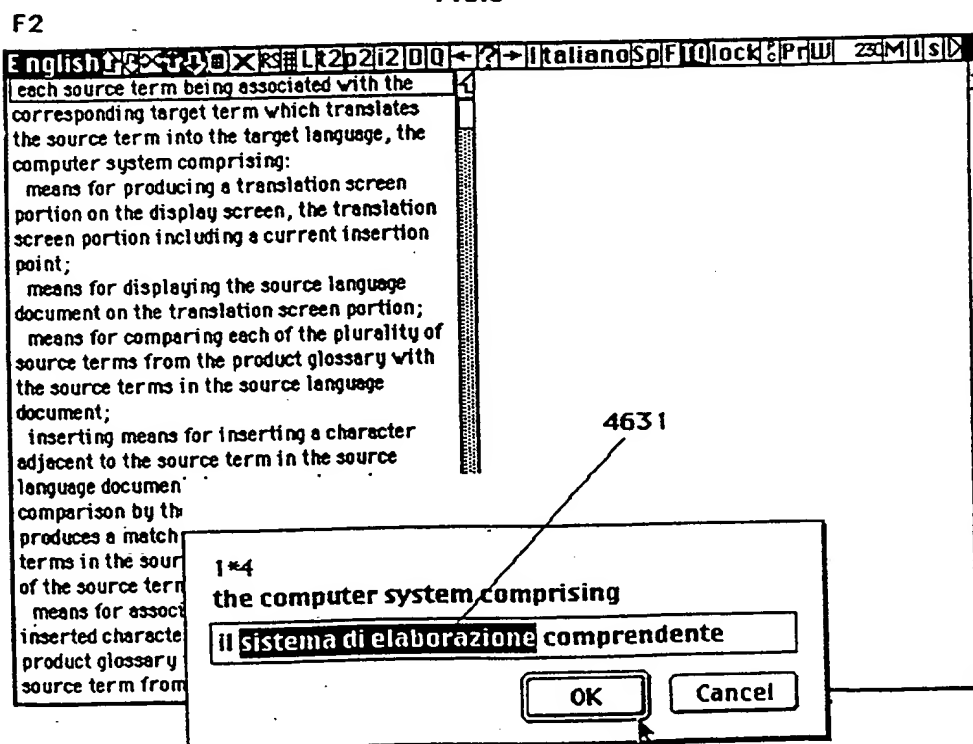 F2
English L t2p2i2 D Q ← ? → Italiano Sp F lock Pr W 230 M I s
each source term being associated with the
corresponding target term which translates
the source term into the target language, the
computer system comprising:
means for producing a translation screen
portion on the display screen, the translation
screen portion including a current insertion
point;
means for displaying the source language
document on the translation screen portion;
means for comparing each of the plurality of
source terms from the product glossary with
the source terms in the source language
document;
inserting means for inserting a character
adjacent to the source term in the source
language documen
comparison by th
produces a match
terms in the sour
of the source term
means for associ
inserted characte
product glossary
source term from
4631
1*4
the computer system comprising
il sistema di elaborazione comprendente
OK
Cancel